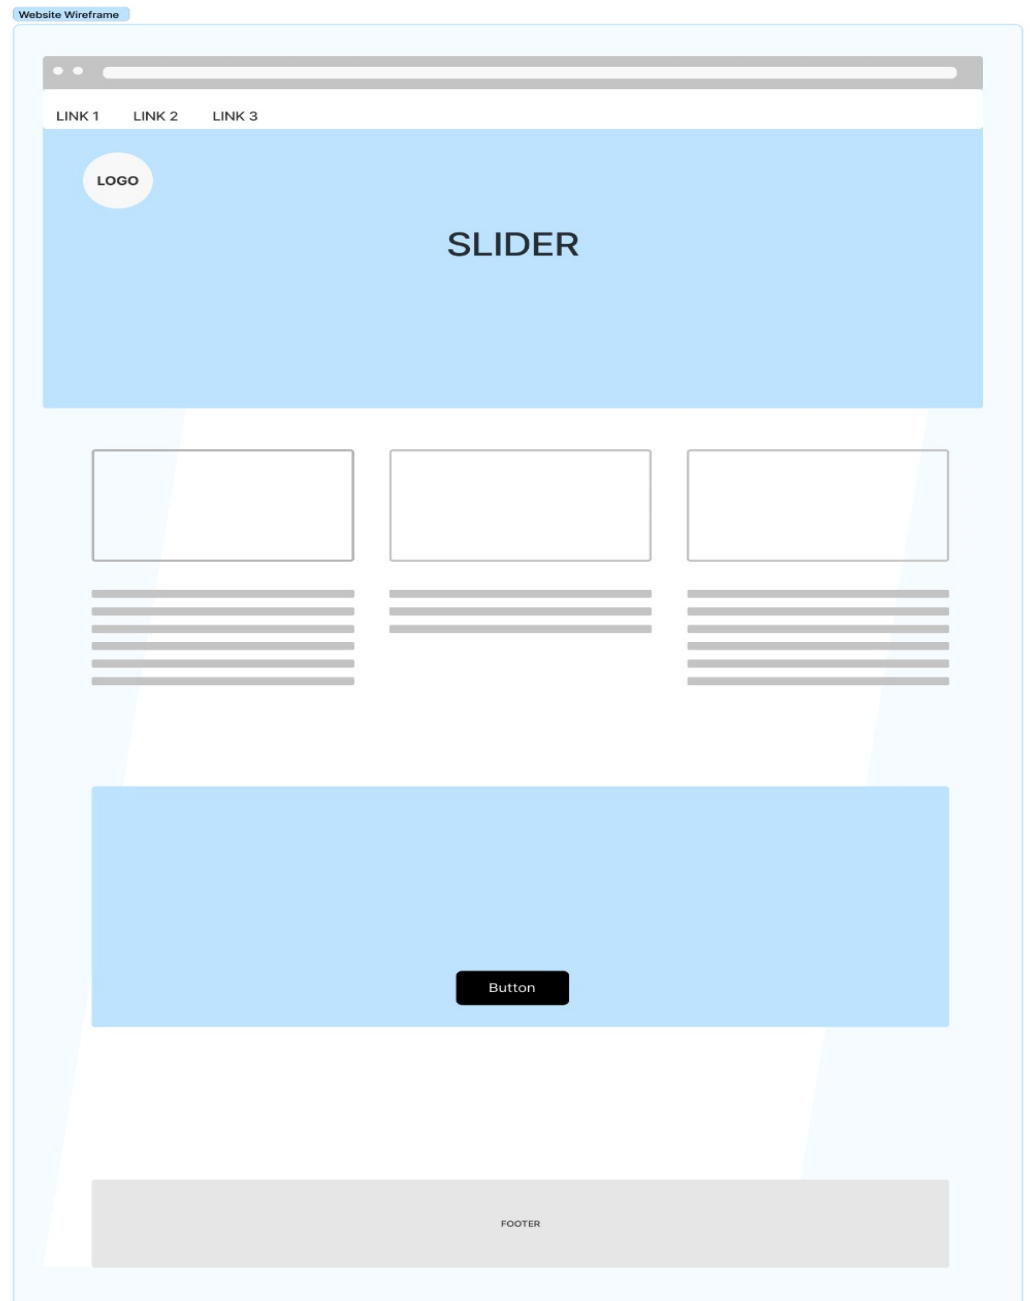 Website Wireframe
LINK 1 LINK 2 LINK 3
LOGO
SLIDER
Button
FOOTER